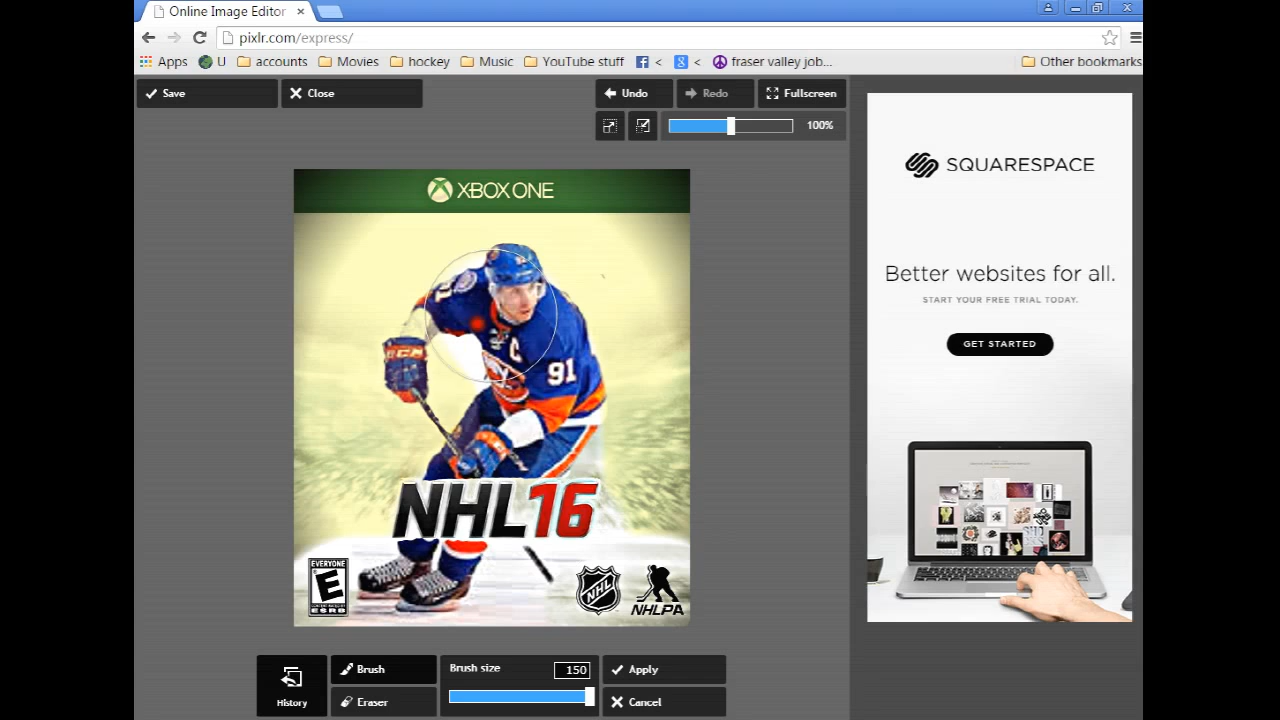 Online Image Editor
pixlr.com/express/
Apps
U
accounts
Movies
hockey
Music
YouTube stuff
<
<
fraser valley job...
Other bookmarks
Save
Close
Undo
Redo
Fullscreen
100%
XBOX ONE
C
91
NHL 16
EVERYONE
E
ESRB
NHL
NHLPA
History
Brush
Eraser
Brush size
150
Apply
Cancel
SQUARESPACE
Better websites for all.
START YOUR FREE TRIAL TODAY.
GET STARTED